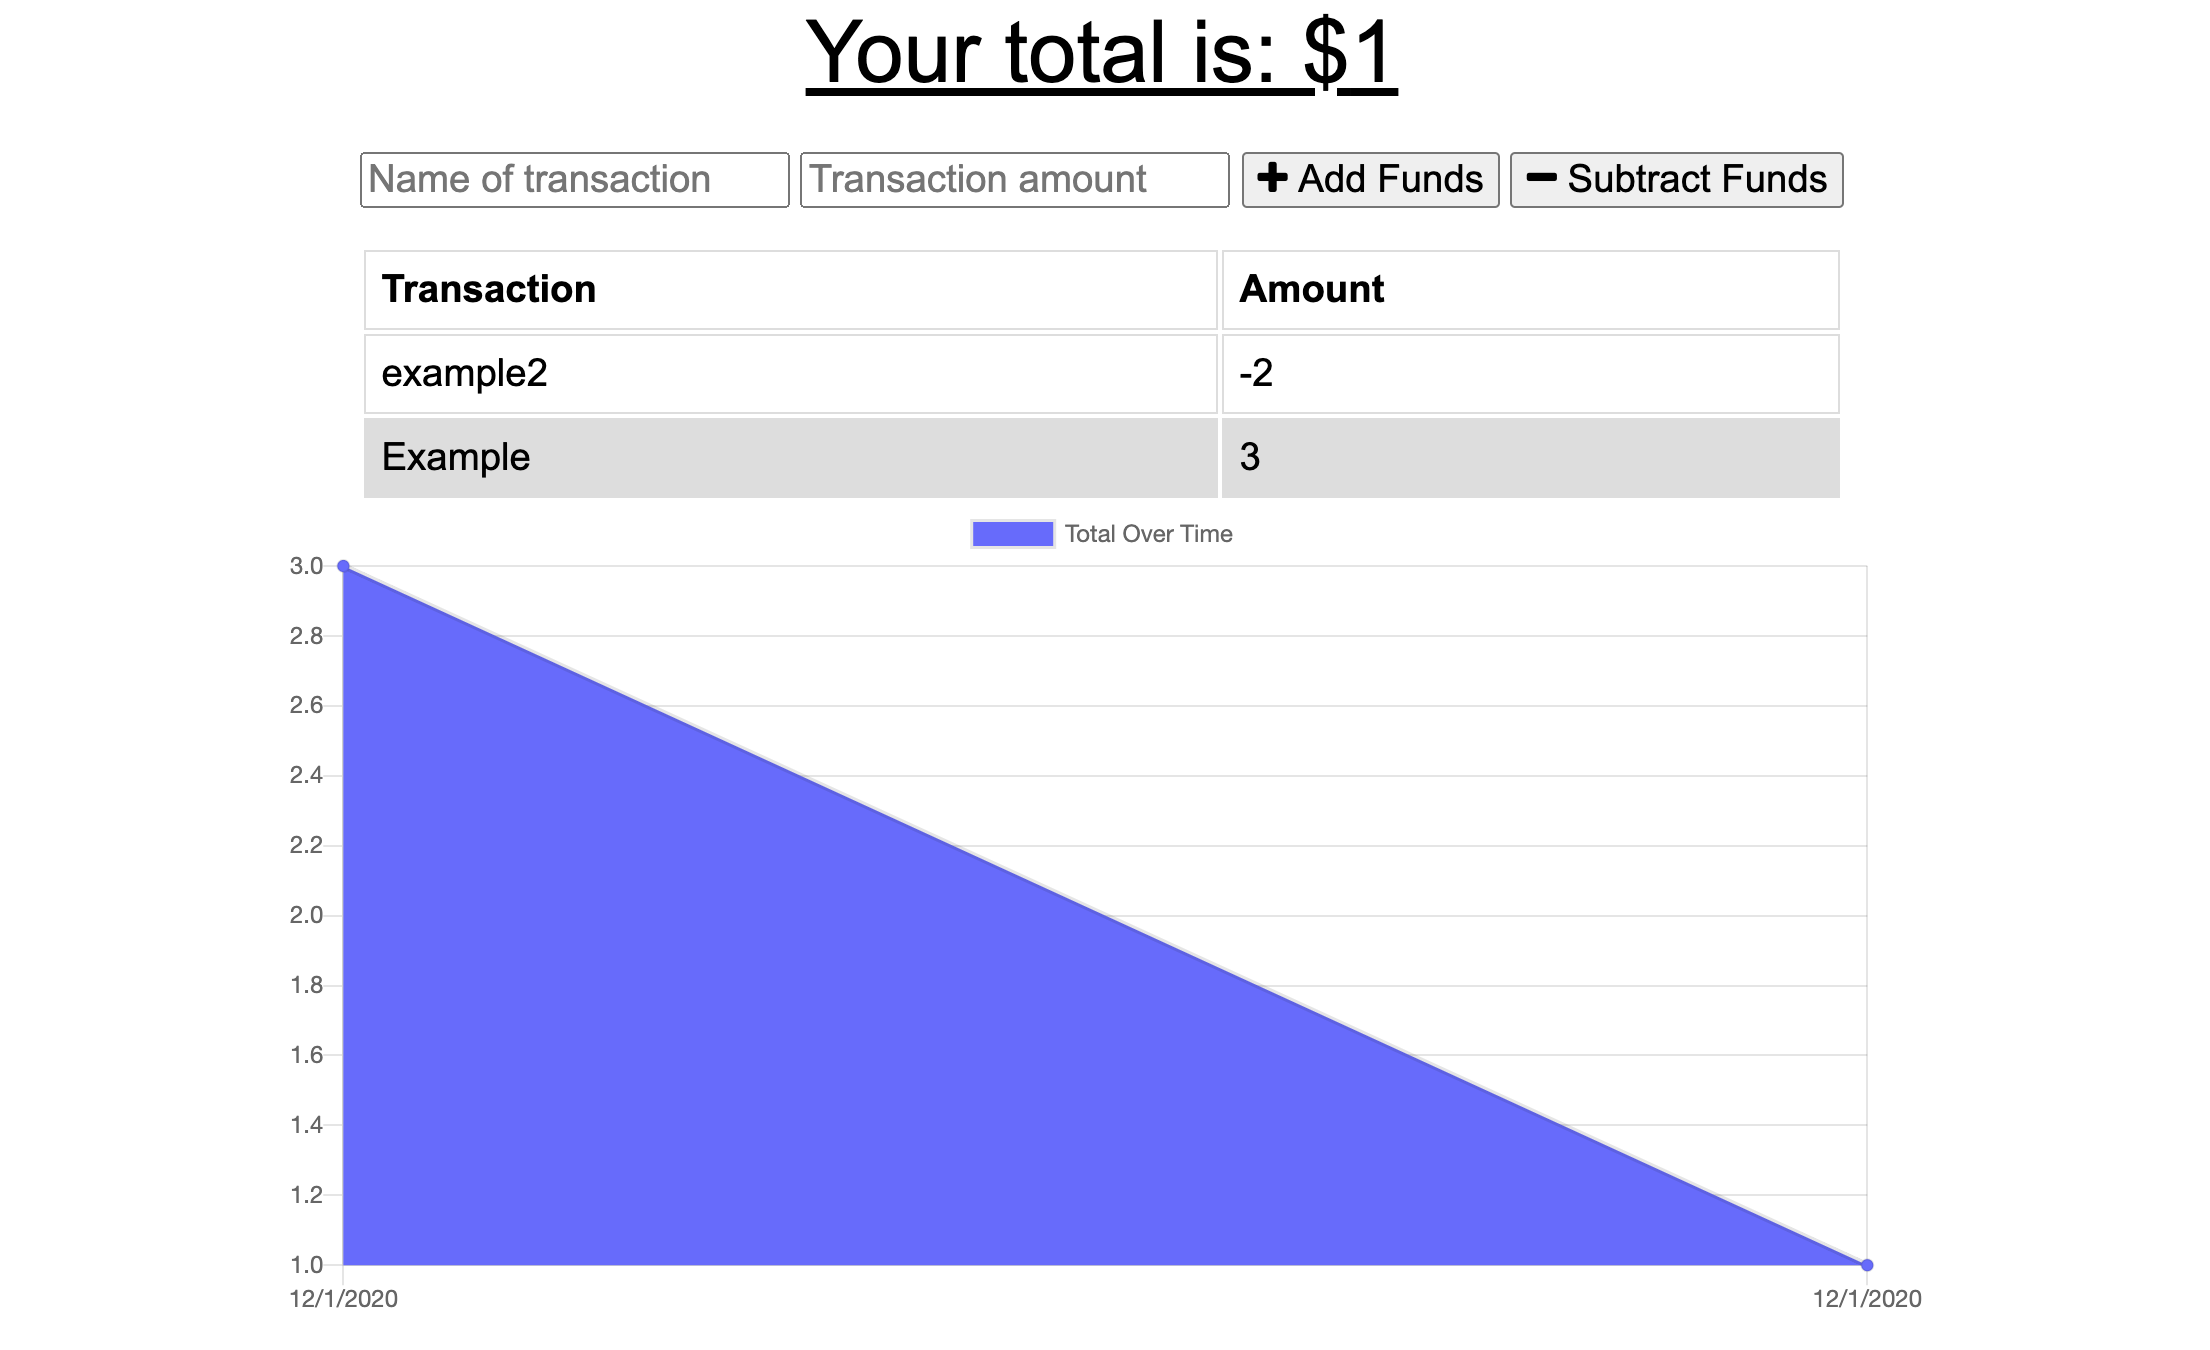 Your total is: $1
Name of transaction Transaction amount Add Funds Subtract Funds
Transaction Amount
example2 -2
Example 3
Total Over Time
3.0
2.8
2.6
2.4
2.2
2.0
1.8
1.6
1.4
1.2
1.0
12/1/2020 12/1/2020